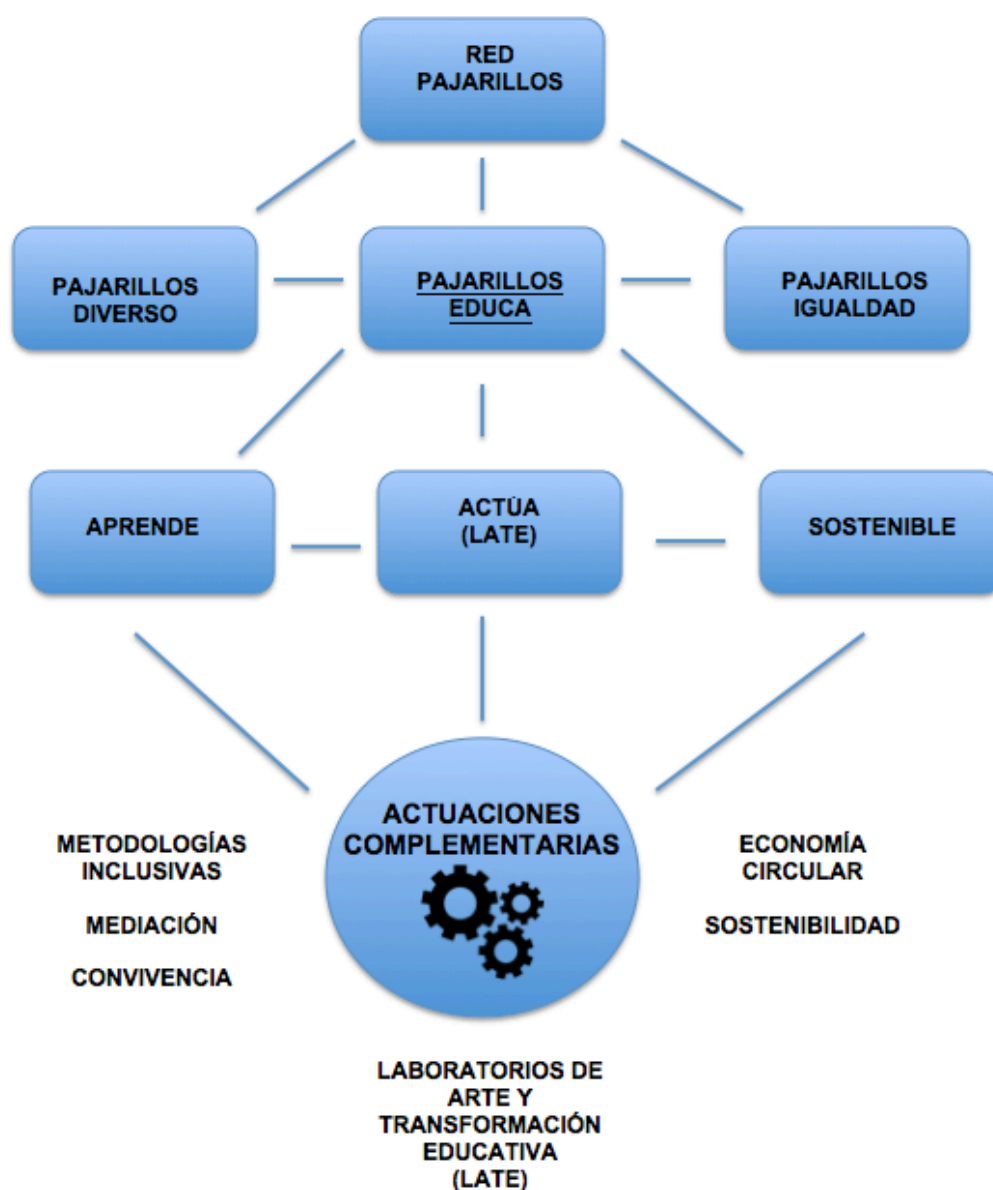 RED
PAJARILLOS
PAJARILLOS
DIVERSO
PAJARILLOS
EDUCA
PAJARILLOS
IGUALDAD
APRENDE
ACTÚA
(LATE)
SOSTENIBLE
ACTUACIONES
COMPLEMENTARIAS
METODOLOGÍAS
INCLUSIVAS
MEDIACIÓN
CONVIVENCIA
ECONOMÍA
CIRCULAR
SOSTENIBILIDAD
LABORATORIOS DE
ARTE Y
TRANSFORMACIÓN
EDUCATIVA
(LATE)